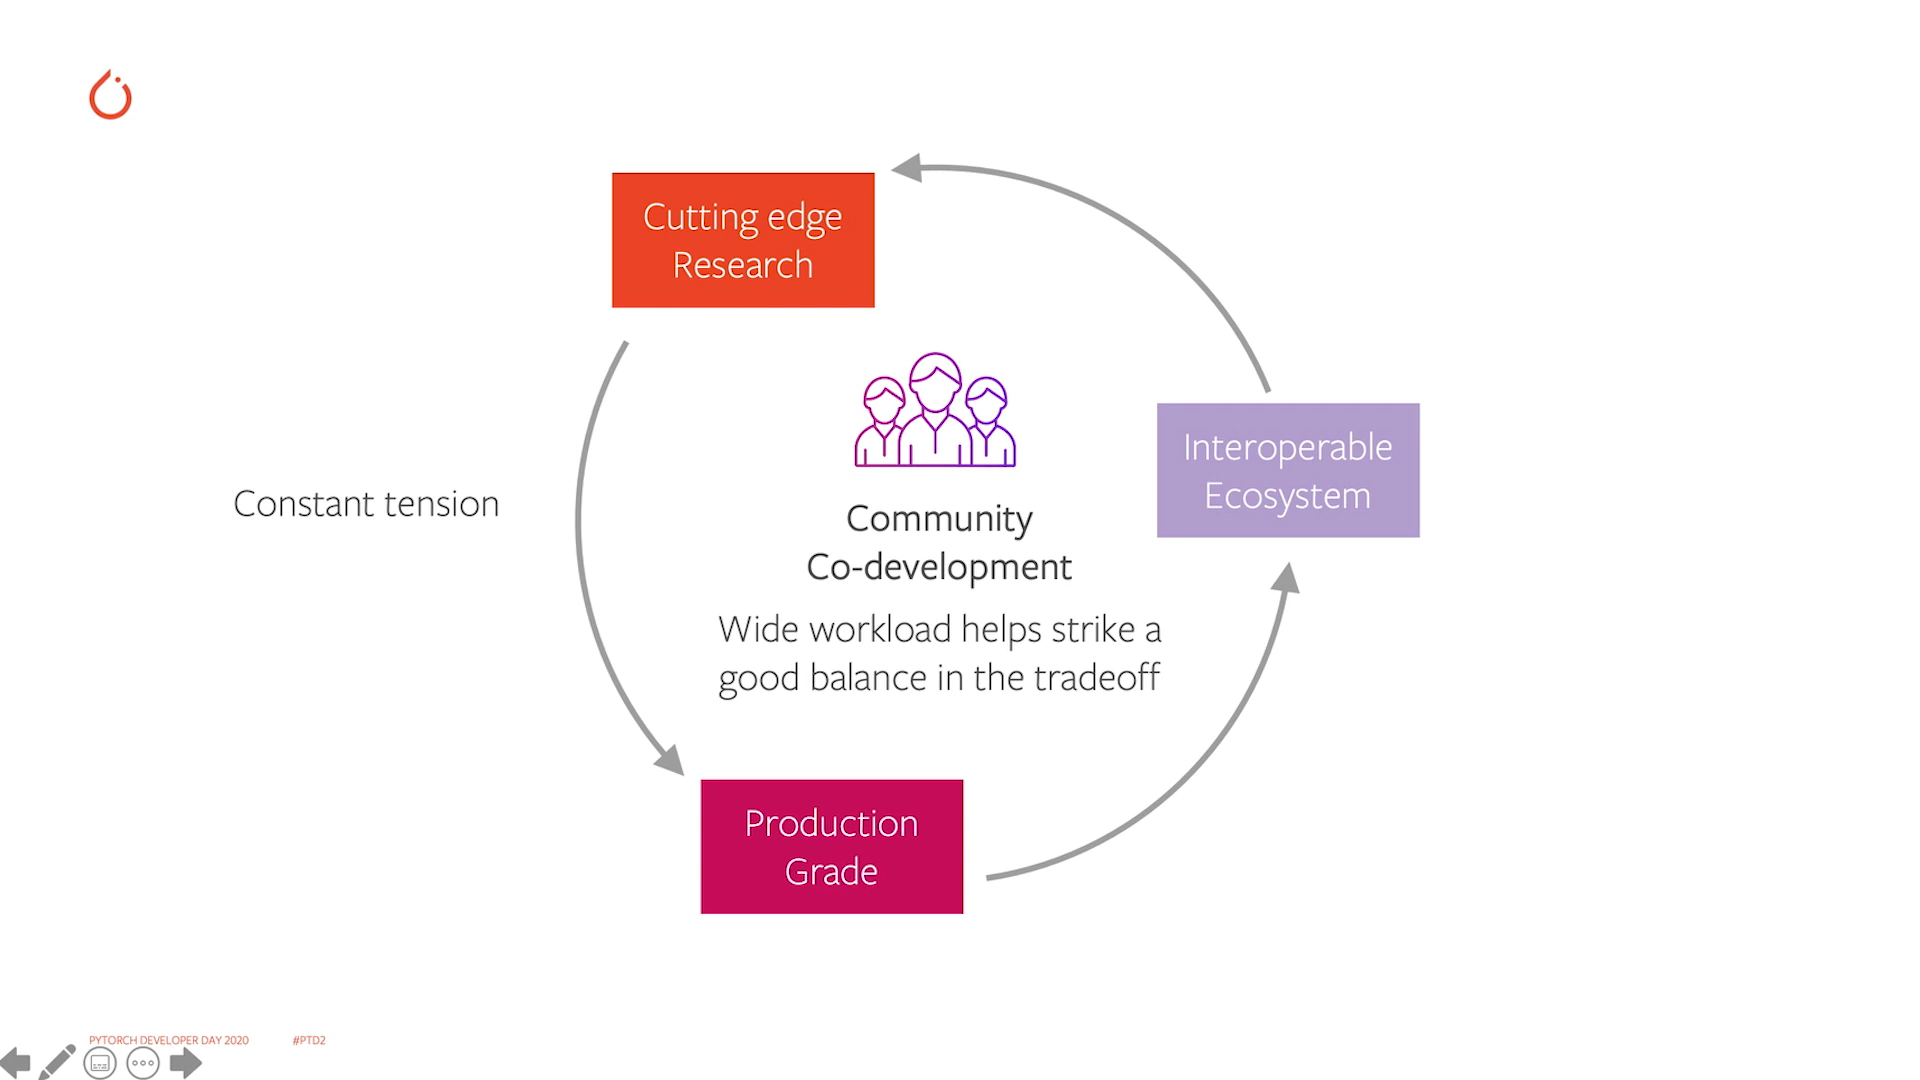 Cutting edge
Research
Interoperable
Ecosystem
Constant tension
Community
Co-development
Wide workload helps strike a
good balance in the tradeoff
Production
Grade
PYTORCH DEVELOPER DAY 2020 #PTD2